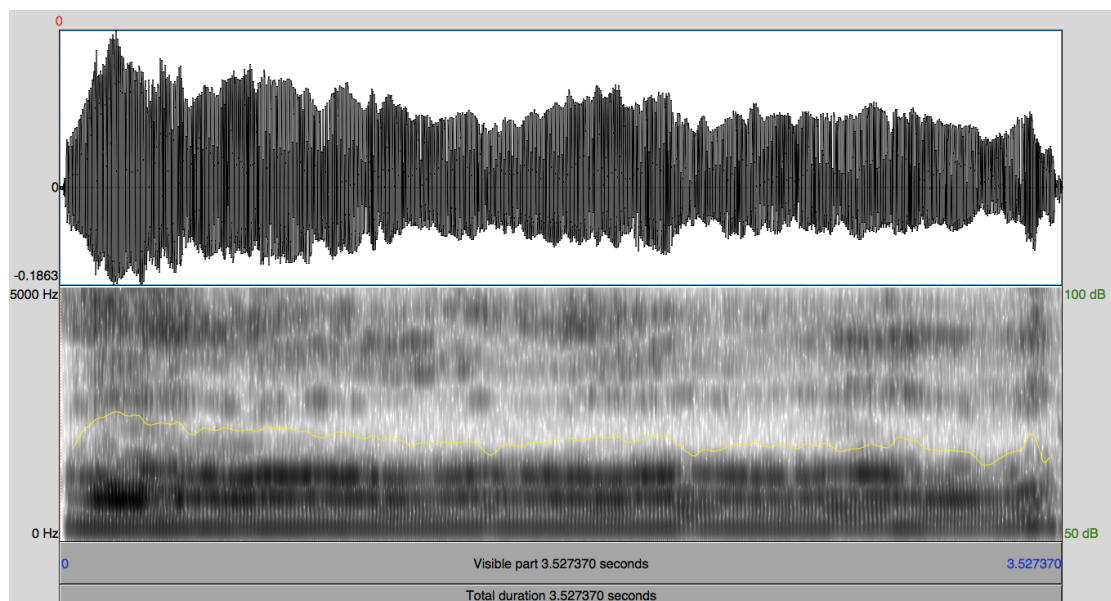 0
0
-0.1863
5000 Hz 100 dB
0 Hz 50 dB
0 Visible part 3.527370 seconds 3.527370
Total duration 3.527370 seconds